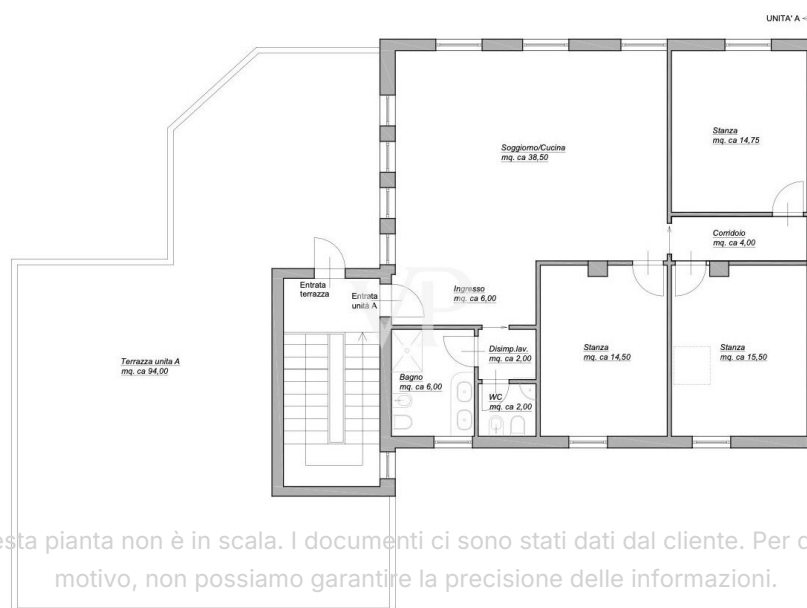 UNITA' A
Soggiorno/Cucina
mq. ca 38,50
Stanza
mq. ca 14,75
Corridoio
mq. ca 4,00
Entrata
terrazza
Entrata
unità A
Ingresso
mq. ca 6,00
Terrazza unita A
mq. ca 94,00
Bagno
mq. ca 6,00
Disimp.lav.
mq. ca 2,00
WC
mq. ca 2,00
Stanza
mq. ca 14,50
Stanza
mq. ca 15,50
VP
esta pianta non è in scala. I documenti ci sono stati dati dal cliente. Per
motivo, non possiamo garantire la precisione delle informazioni.